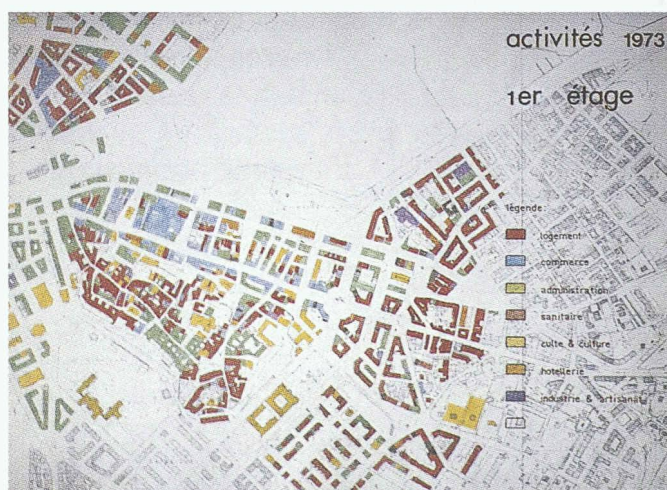 activités 1973
1er étage
légende:
logement
commerce
administration
sanitaire
culte & culture
hotellerie
industrie & artisanat